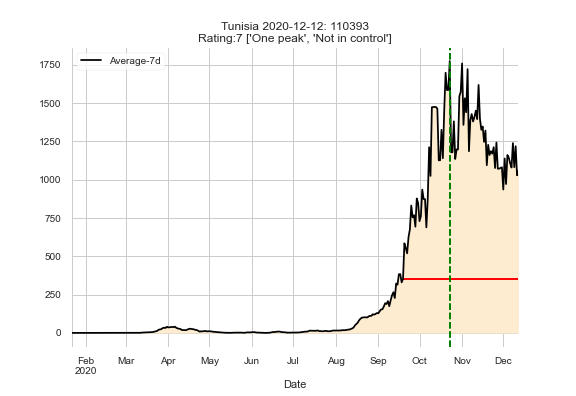 Tunisia 2020-12-12: 110393
Rating:7 ['One peak', 'Not in control']
Average-7d
1750
1500
1250
1000
750
500
250
0
Feb Mar Apr May Jun Jul Aug Sep Oct Nov Dec
2020
Date